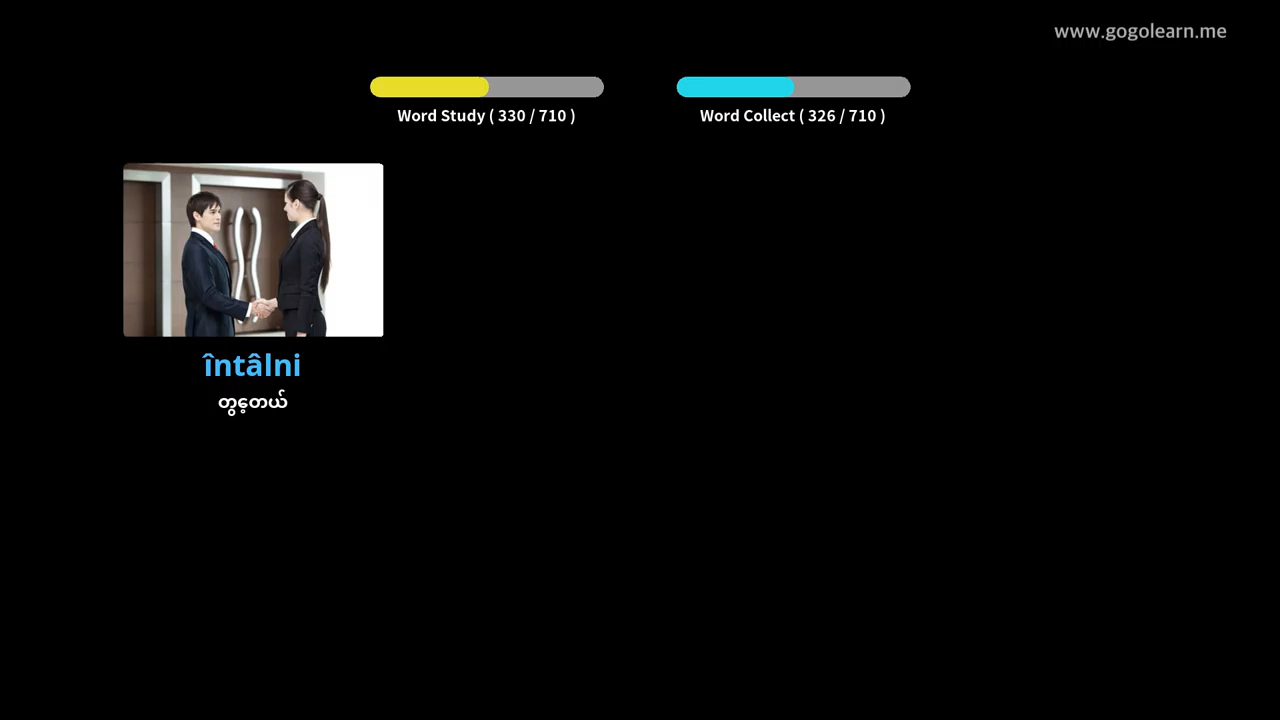 www.gogolearn.me
Word Study ( 330 / 710 )
Word Collect ( 326 / 710 )
întâlni
တွေ့တယ်